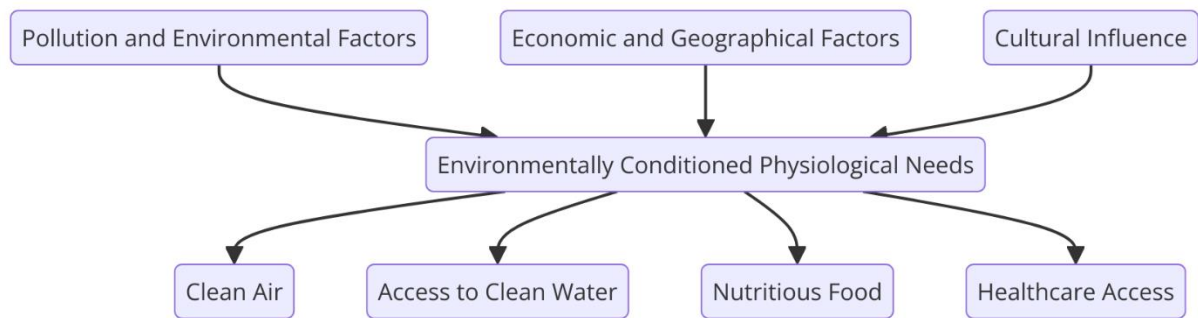 Pollution and Environmental Factors
Economic and Geographical Factors
Cultural Influence
Environmentally Conditioned Physiological Needs
Clean Air
Access to Clean Water
Nutritious Food
Healthcare Access